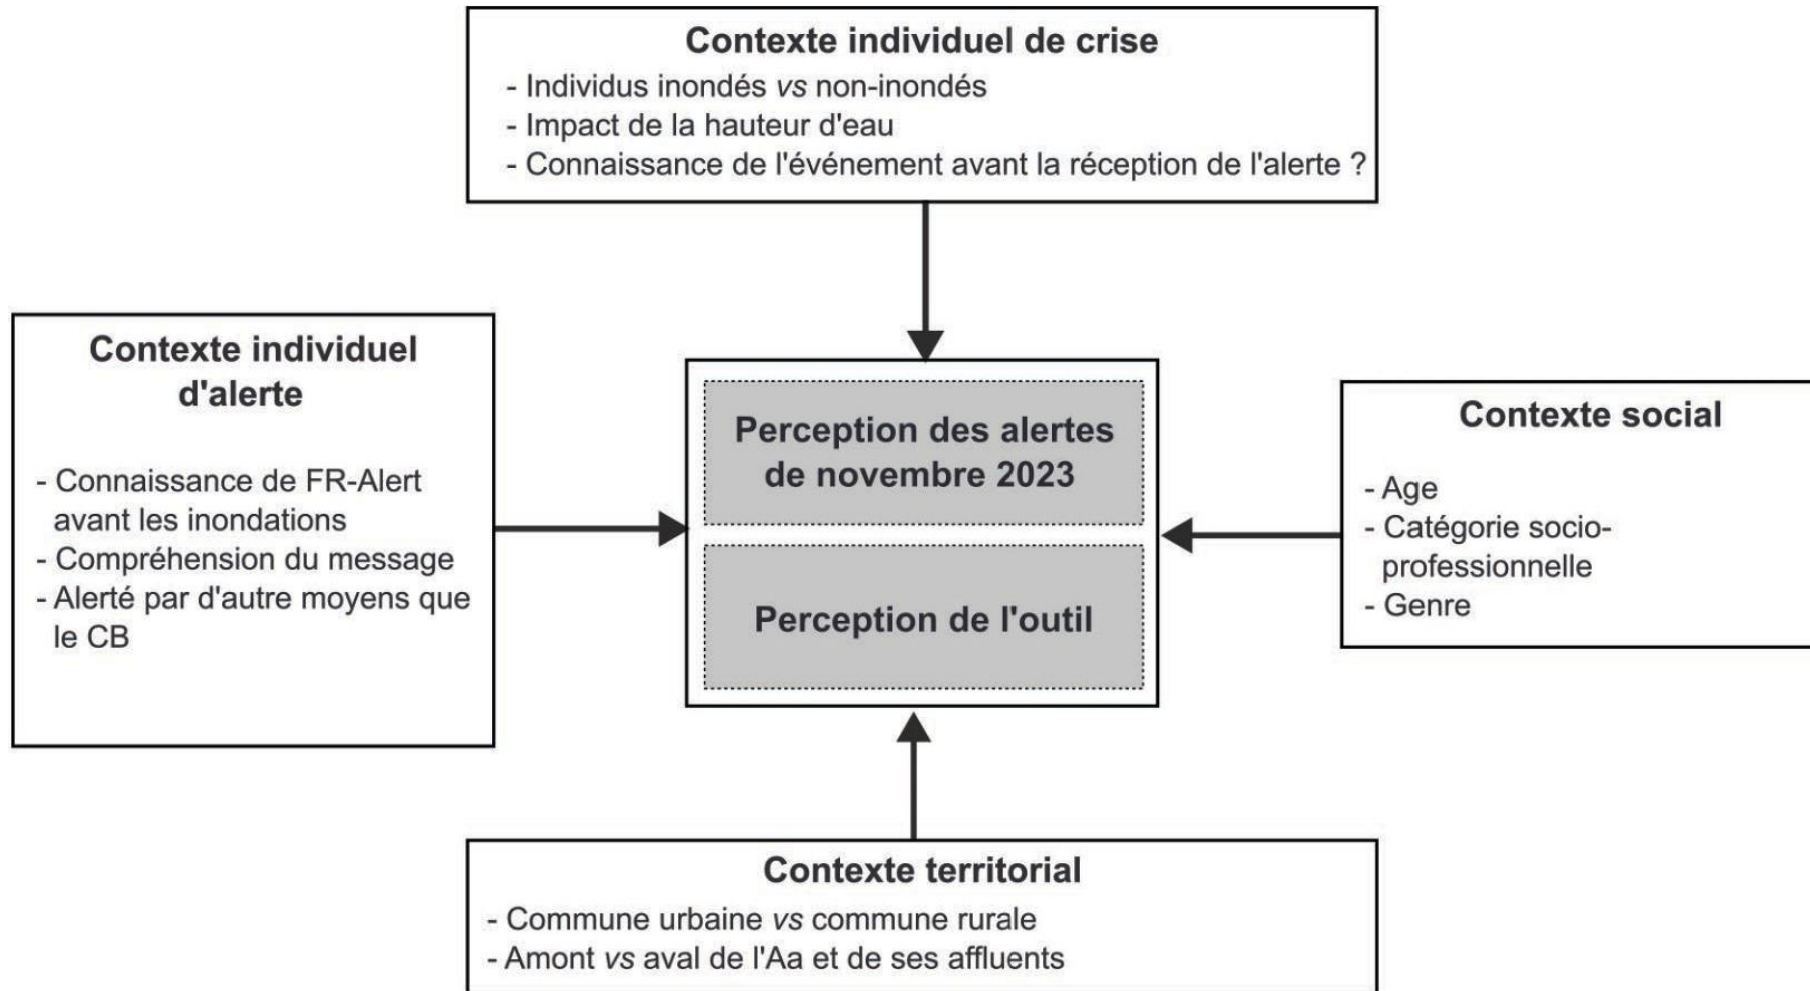 Contexte individuel de crise
- Individus inondés vs non-inondés
- Impact de la hauteur d'eau
- Connaissance de l'événement avant la réception de l'alerte ?
Contexte individuel
d'alerte
- Connaissance de FR-Alert
avant les inondations
- Compréhension du message
- Alerté par d'autre moyens que
le CB
Perception des alertes
de novembre 2023
Perception de l'outil
Contexte social
- Age
- Catégorie socio-
professionnelle
- Genre
Contexte territorial
- Commune urbaine vs commune rurale
- Amont vs aval de l'Aa et de ses affluents